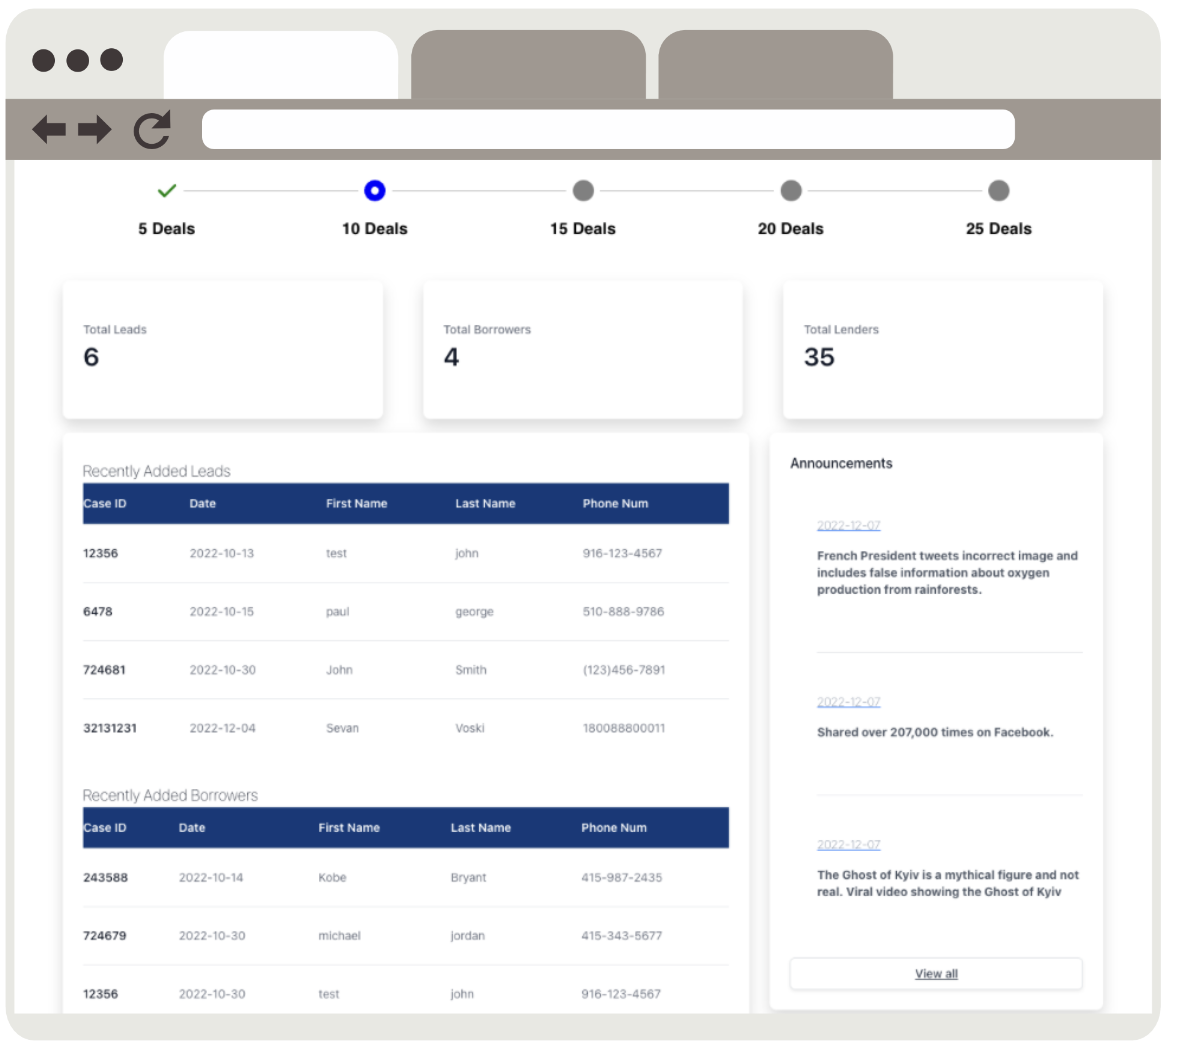 5 Deals 10 Deals 15 Deals 20 Deals 25 Deals
Total Leads
6
Total Borrowers
4
Total Lenders
35
Recently Added Leads
Case ID Date First Name Last Name Phone Num
12356 2022-10-13 test john 916-123-4567
6478 2022-10-15 paul george 510-888-9786
724681 2022-10-30 John Smith (123)456-7891
32131231 2022-12-04 Sevan Voski 180088800011
Recently Added Borrowers
Case ID Date First Name Last Name Phone Num
243588 2022-10-14 Kobe Bryant 415-987-2435
724679 2022-10-30 michael jordan 415-343-5677
12356 2022-10-30 test john 916-123-4567
Announcements
2022-12-07
French President tweets incorrect image and
includes false information about oxygen
production from rainforests.
2022-12-07
Shared over 207,000 times on Facebook.
2022-12-07
The Ghost of Kyiv is a mythical figure and not
real. Viral video showing the Ghost of Kyiv
View all